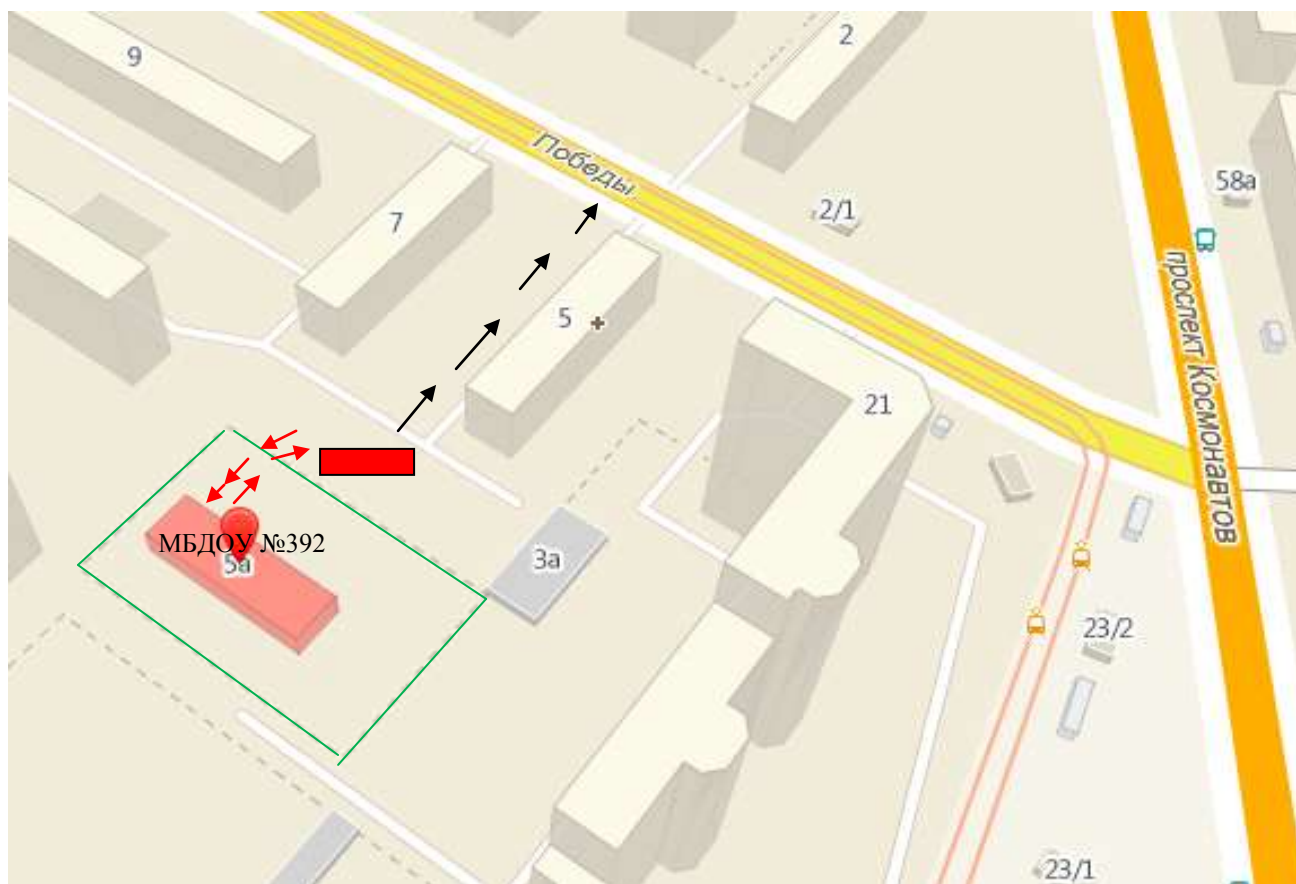 9
2
Победы
58а
2/1
7
проспект Космонавтов
5
21
МБДОУ №392
5а
3а
23/2
23/1